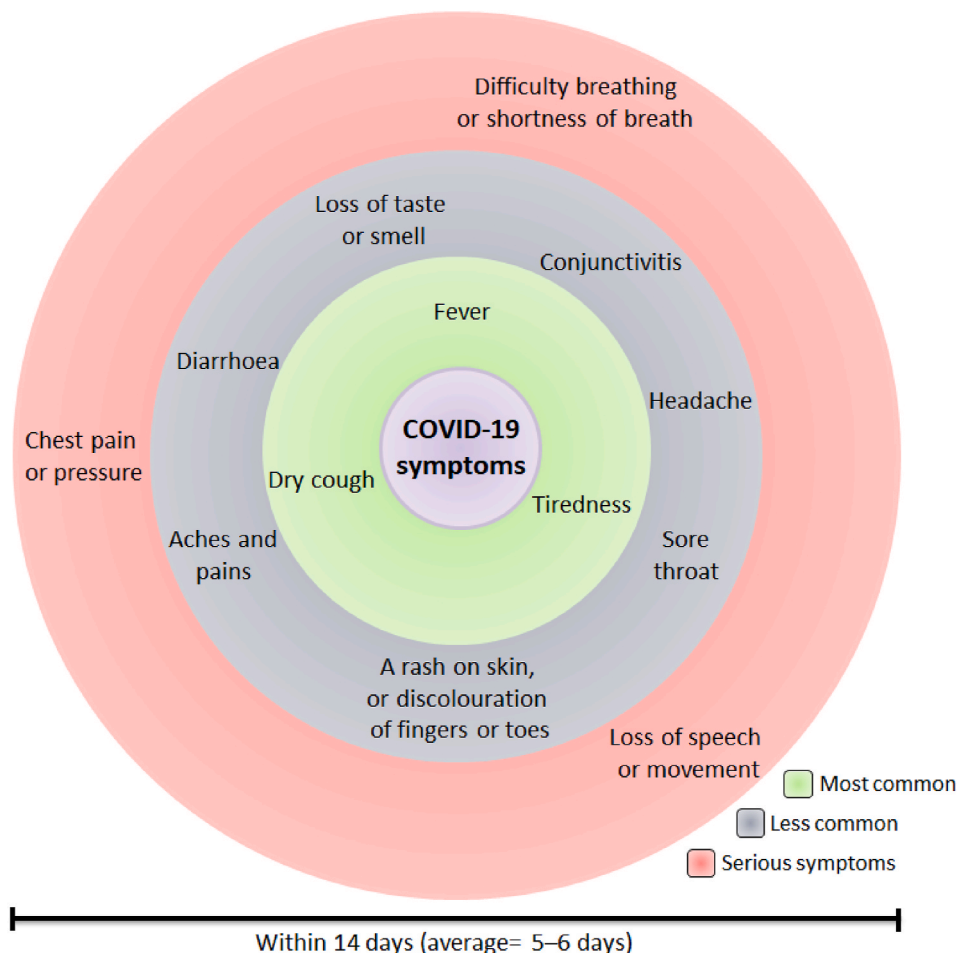 Difficulty breathing
or shortness of breath
Loss of taste
or smell
Conjunctivitis
Fever
Diarrhoea
Headache
COVID-19
symptoms
Chest pain
or pressure
Dry cough
Tiredness
Aches and
pains
Sore
throat
A rash on skin,
or discolouration
of fingers or toes
Loss of speech
or movement
Most common
Less common
Serious symptoms
Within 14 days (average= 5–6 days)